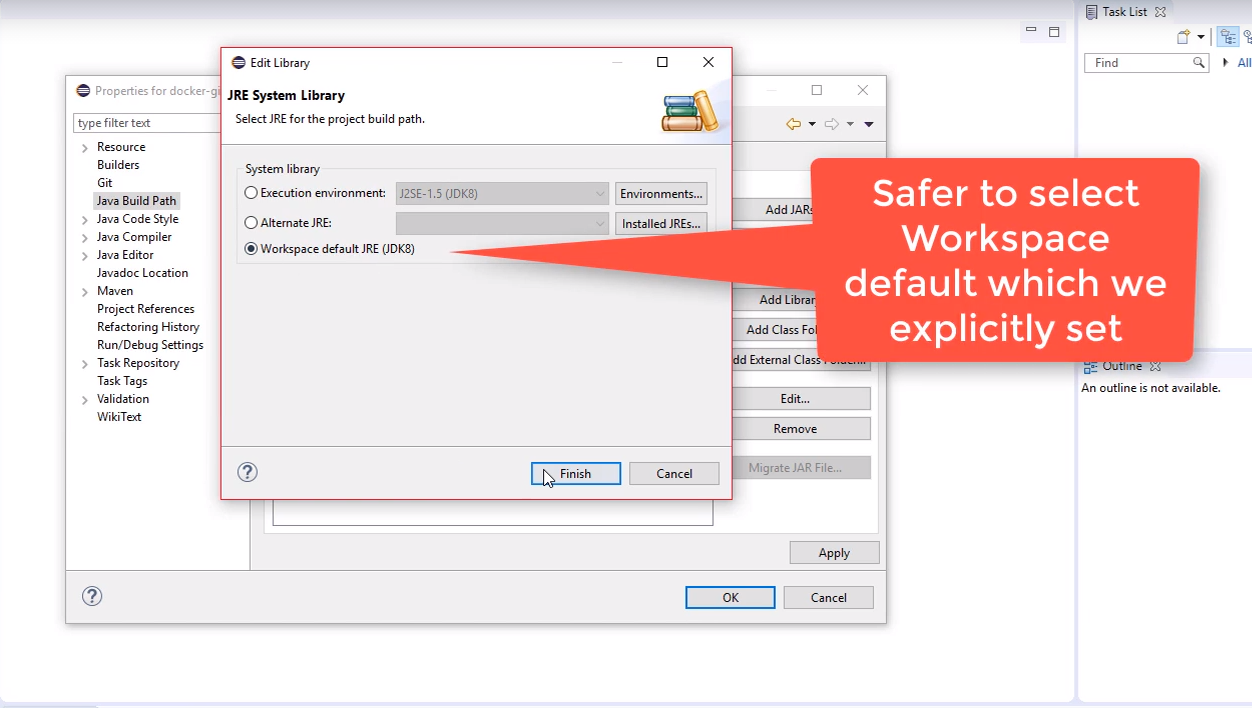 Task List
Find
All
Edit Library
Properties for docker-gi
JRE System Library
Select JRE for the project build path.
type filter text
Resource
Builders
Git
Java Build Path
Java Code Style
Java Compiler
Java Editor
Javadoc Location
Maven
Project References
Refactoring History
Run/Debug Settings
Task Repository
Task Tags
Validation
WikiText
System library
Execution environment:
J2SE-1.5 (JDK8)
Environments...
Alternate JRE:
Installed JREs...
Workspace default JRE (JDK8)
?
Finish
Cancel
Add JARs
Add Library
Add Class Fol
dd External Class Folder...
Edit...
Remove
Migrate JAR File...
Apply
?
OK
Cancel
Safer to select
Workspace
default which we
explicitly set
Outline
An outline is not available.